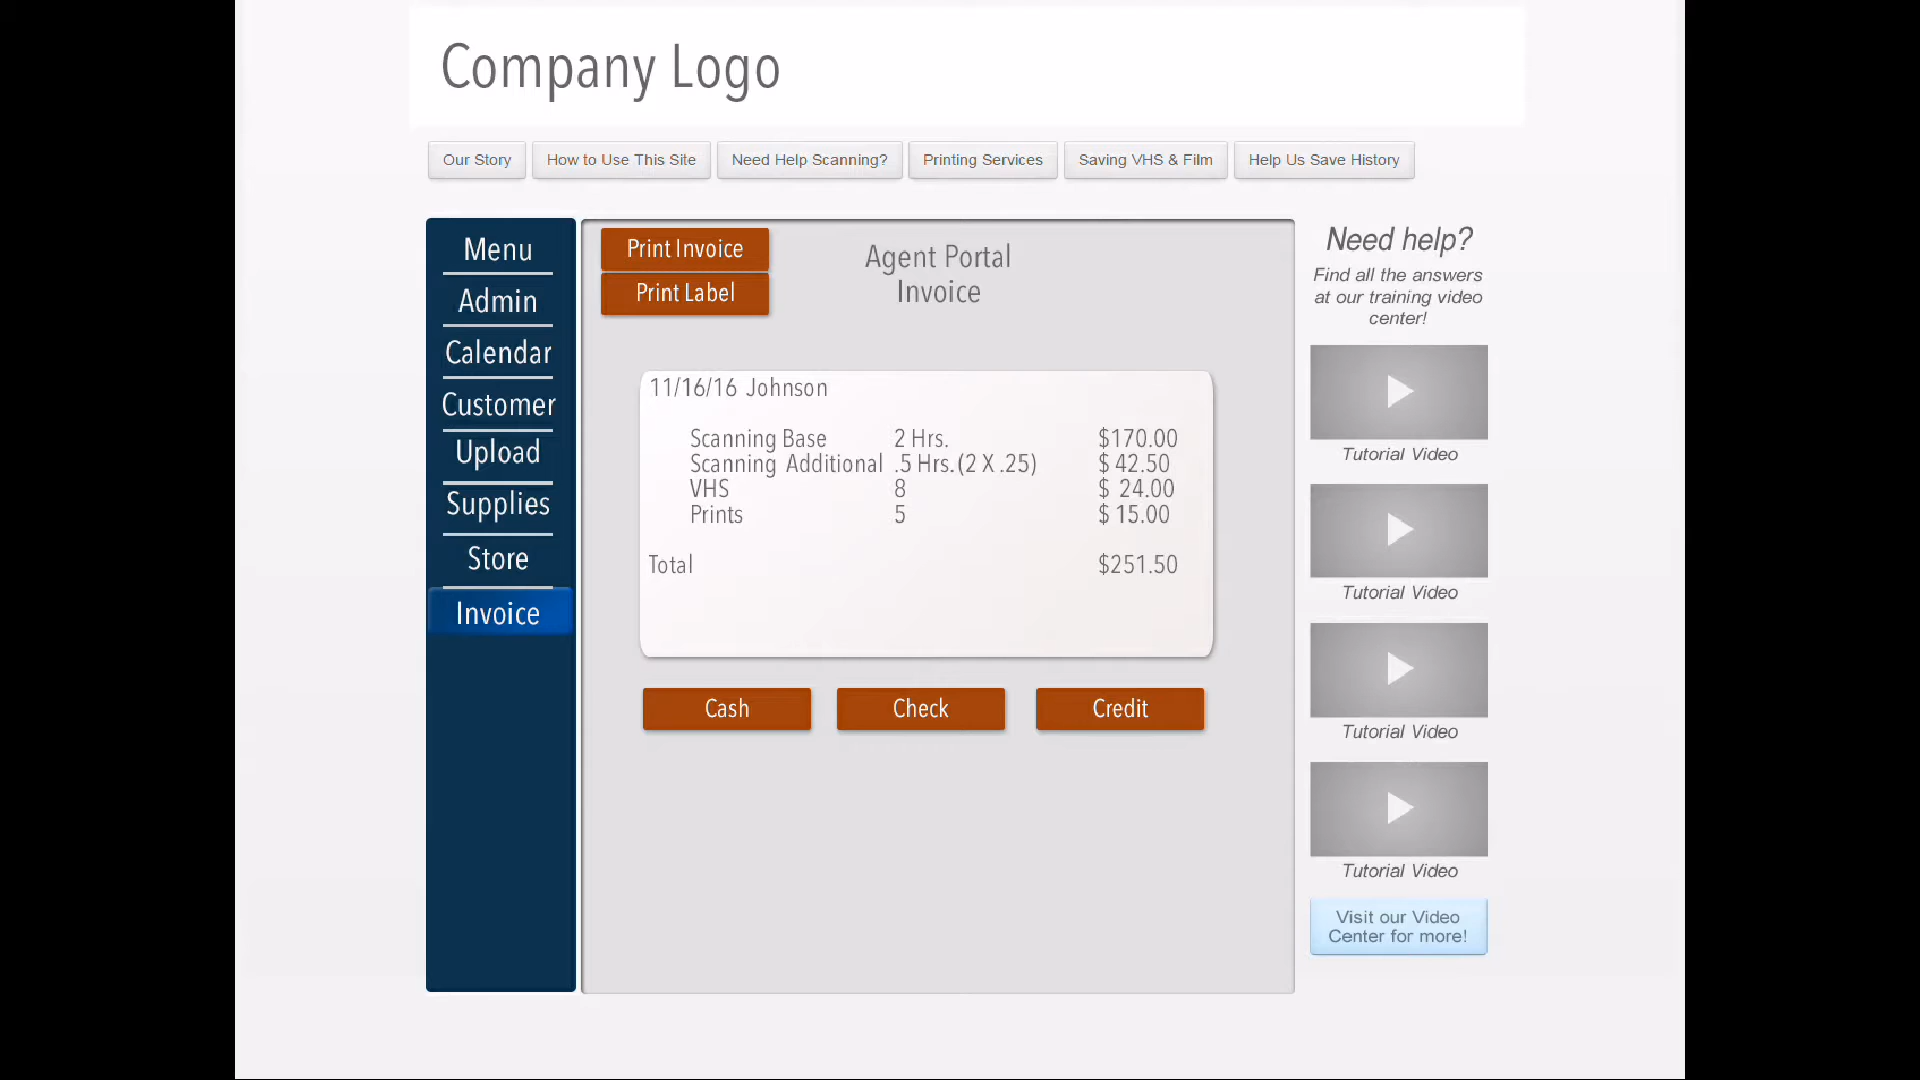 Company Logo
Our Story
How to Use This Site
Need Help Scanning?
Printing Services
Saving VHS & Film
Help Us Save History
Menu
Admin
Calendar
Customer
Upload
Supplies
Store
Invoice
Print Invoice
Print Label
Agent Portal
Invoice
11/16/16 Johnson
Scanning Base 2 Hrs. $170.00
Scanning Additional .5 Hrs.(2 X .25) $ 42.50
VHS 8 $ 24.00
Prints 5 $ 15.00
Total $251.50
Cash
Check
Credit
Need help?
Find all the answers
at our training video
center!
Tutorial Video
Tutorial Video
Tutorial Video
Tutorial Video
Visit our Video
Center for more!